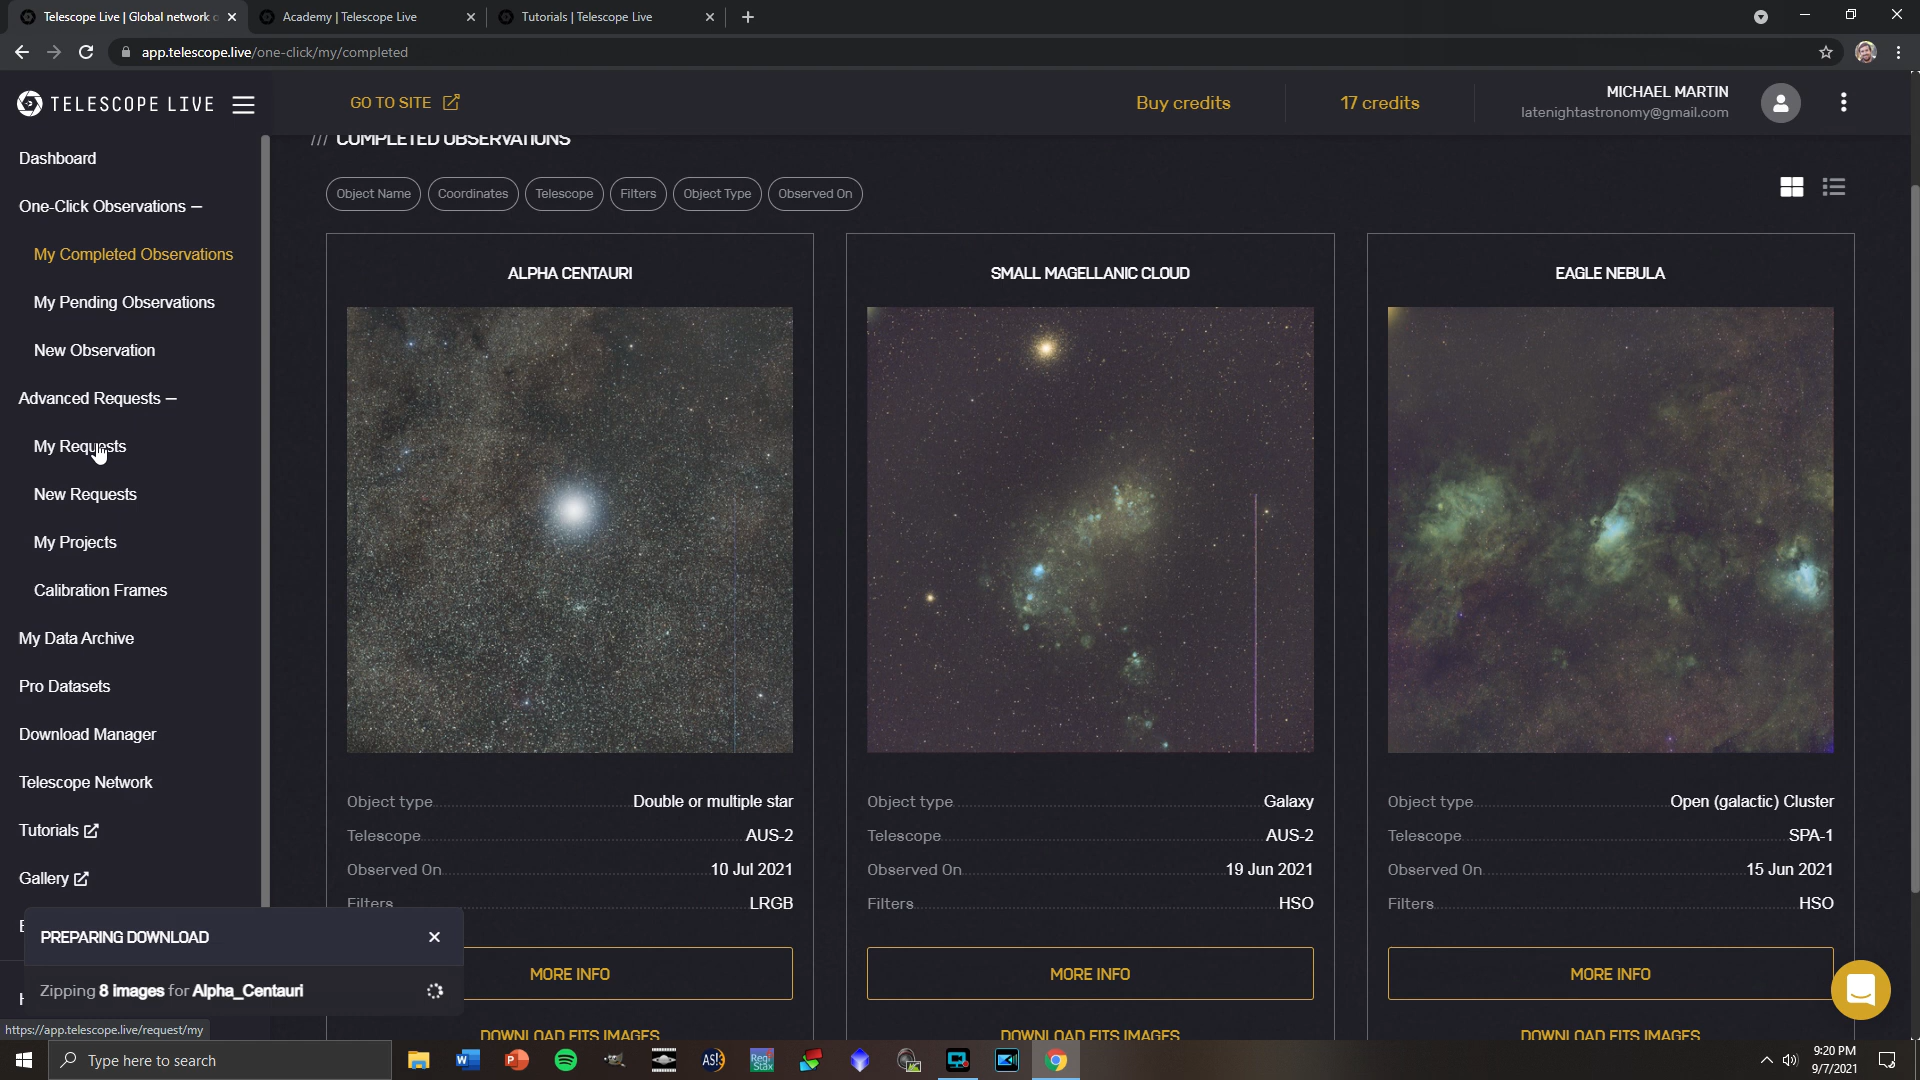 Telescope Live | Global network o
Academy | Telescope Live
Tutorials | Telescope Live
app.telescope.live/one-click/my/completed
TELESCOPE LIVE
GO TO SITE
Buy credits
17 credits
MICHAEL MARTIN
latenightastronomy@gmail.com
Dashboard
One-Click Observations –
My Completed Observations
My Pending Observations
New Observation
Advanced Requests –
My Requests
New Requests
My Projects
Calibration Frames
My Data Archive
Pro Datasets
Download Manager
Telescope Network
Tutorials
Gallery
/// COMPLETED OBSERVATIONS
Object Name
Coordinates
Telescope
Filters
Object Type
Observed On
ALPHA CENTAURI
Object type Double or multiple star
Telescope AUS-2
Observed On 10 Jul 2021
Filters LRGB
MORE INFO
DOWNLOAD FITS IMAGES
SMALL MAGELLANIC CLOUD
Object type Galaxy
Telescope AUS-2
Observed On 19 Jun 2021
Filters HSO
MORE INFO
DOWNLOAD FITS IMAGES
EAGLE NEBULA
Object type Open (galactic) Cluster
Telescope SPA-1
Observed On 15 Jun 2021
Filters HSO
MORE INFO
DOWNLOAD FITS IMAGES
PREPARING DOWNLOAD
Zipping 8 images for Alpha_Centauri
https://app.telescope.live/request/my
Type here to search
AS!3
Regi
Stax
9:20 PM
9/7/2021